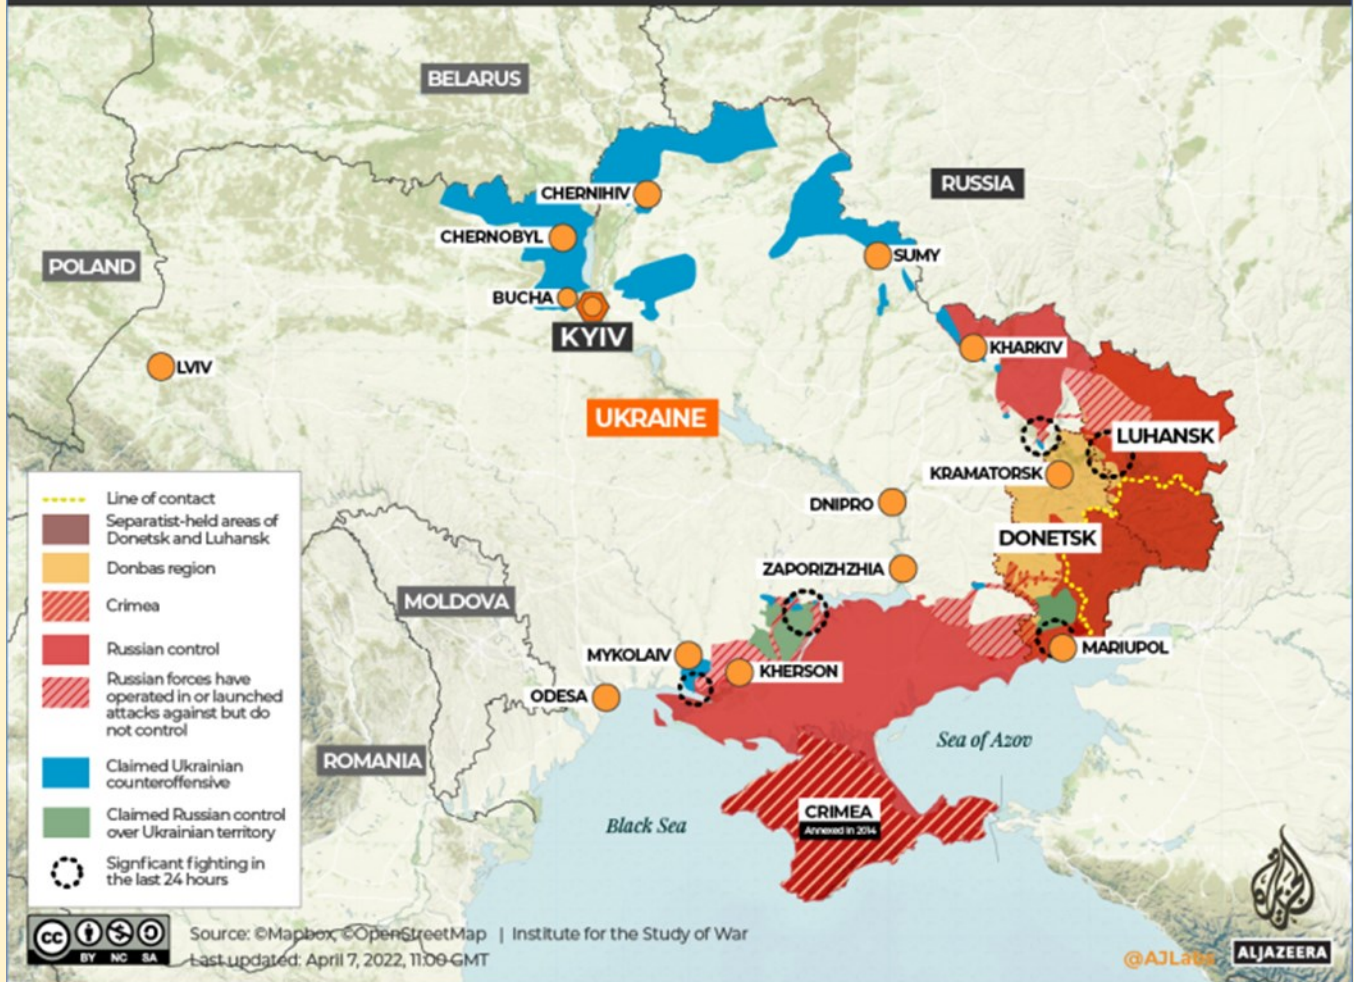 BELARUS
RUSSIA
CHERNIHIV
CHERNOBYL
SUMY
POLAND
BUCHA
KYIV
KHARKIV
LVIV
UKRAINE
LUHANSK
KRAMATORSK
DNIPRO
DONETSK
ZAPORIZHZHIA
MOLDOVA
MYKOLAIV
KHERSON
MARIUPOL
ODESA
ROMANIA
Sea of Azov
Black Sea
CRIMEA
Annexed in 2014
Line of contact
Separatist-held areas of
Donetsk and Luhansk
Donbas region
Crimea
Russian control
Russian forces have
operated in or launched
attacks against but do
not control
Claimed Ukrainian
counteroffensive
Claimed Russian control
over Ukrainian territory
Signficant fighting in
the last 24 hours
cc
BY NC SA
Source: ©Mapbox, ©OpenStreetMap | Institute for the Study of War
Last updated: April 7, 2022, 11:00 GMT
@AJLabs
الجزيرة
ALJAZEERA